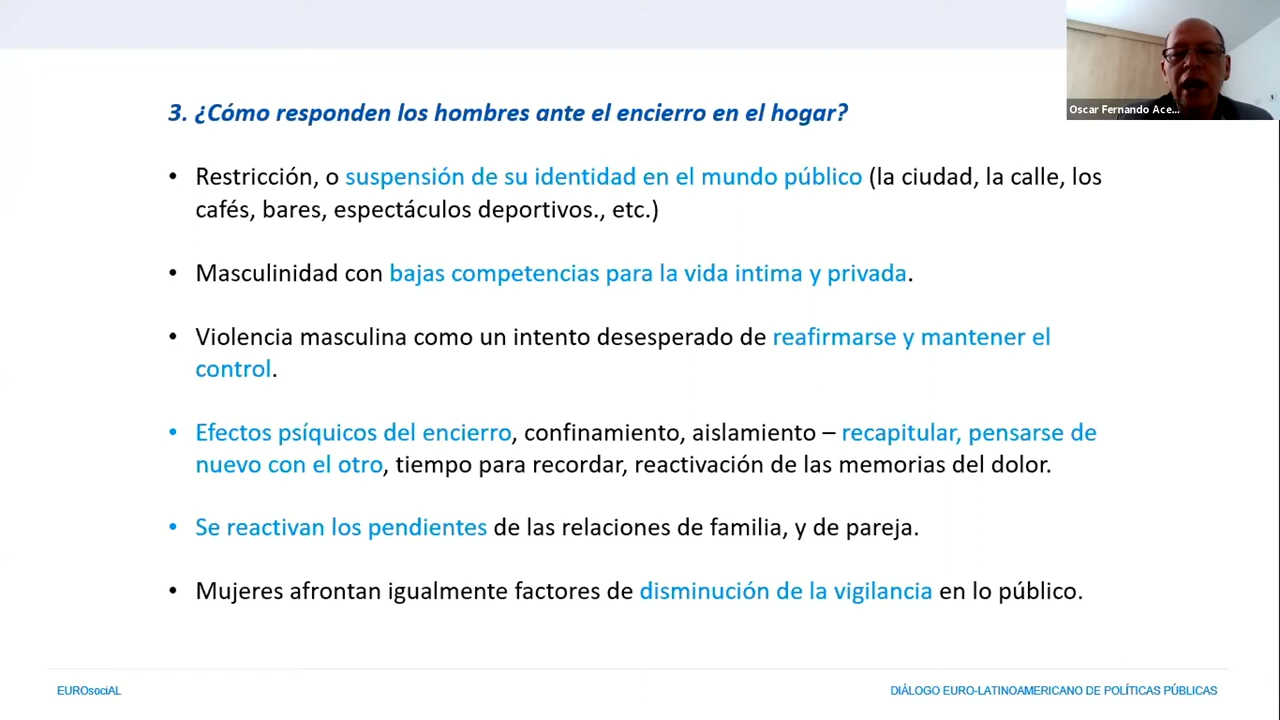 Oscar Fernando Ace...
3. ¿Cómo responden los hombres ante el encierro en el hogar?
• Restricción, o suspensión de su identidad en el mundo público (la ciudad, la calle, los
cafés, bares, espectáculos deportivos., etc.)
• Masculinidad con bajas competencias para la vida intima y privada.
• Violencia masculina como un intento desesperado de reafirmarse y mantener el
control.
• Efectos psíquicos del encierro, confinamiento, aislamiento – recapitular, pensarse de
nuevo con el otro, tiempo para recordar, reactivación de las memorias del dolor.
• Se reactivan los pendientes de las relaciones de familia, y de pareja.
• Mujeres afrontan igualmente factores de disminución de la vigilancia en lo público.
EUROsociAL
DIÁLOGO EURO-LATINOAMERICANO DE POLÍTICAS PÚBLICAS